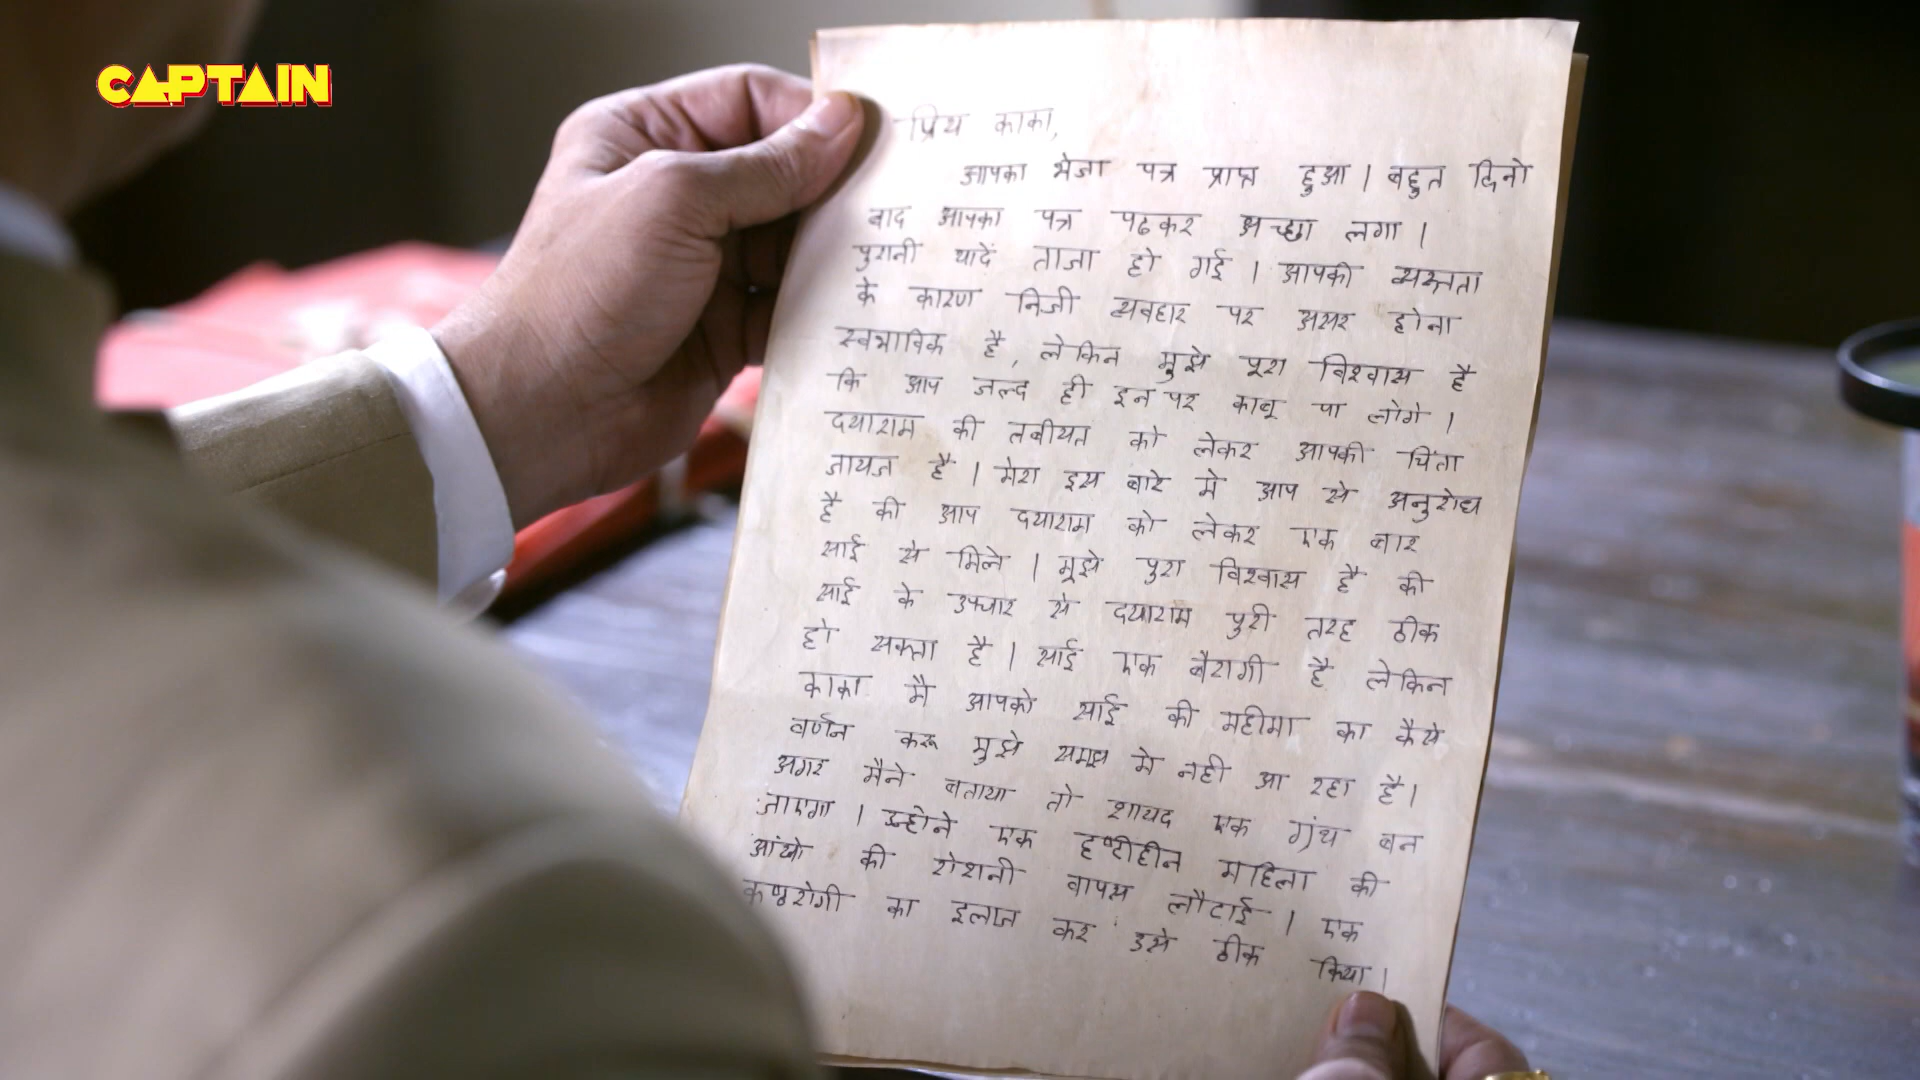 CAPTAIN
प्रिय काका,
आपका भेजा पत्र प्राप्त हुआ। बहुत दिनो
बाद आपका पत्र पढकर अच्छा लगा।
पुरानी यादें ताजा हो गई। आपकी व्यस्तता
के कारण निजी व्यवहार पर असर होना
स्वभाविक है, लेकिन मुझे पूरा विश्वास है
कि आप जल्द ही इन पर काबू पा लोगे।
दयाराम की तबीयत को लेकर आपकी चिंता
जायज है। मेरा इस बारे मे आप से अनुरोध
है की आप दयाराम को लेकर एक बार
साई से मिले। मूझे पुरा विश्वास है की
साई के उपचार से दयाराम पुरी तरह ठीक
हो सकता है। साई एक बैरागी है लेकिन
काका मै आपको साई की महीमा का कैसे
वर्णन करू मुझे समझ मे नही आ रहा है।
अगर मैने बताया तो शायद एक ग्रंथ बन
जाएगा। उन्होने एक दृष्टीहीन महिला की
आंखो की रोशनी वापस लौटाई। एक
कुष्ठरोगी का इलाज कर उसे ठीक किया।